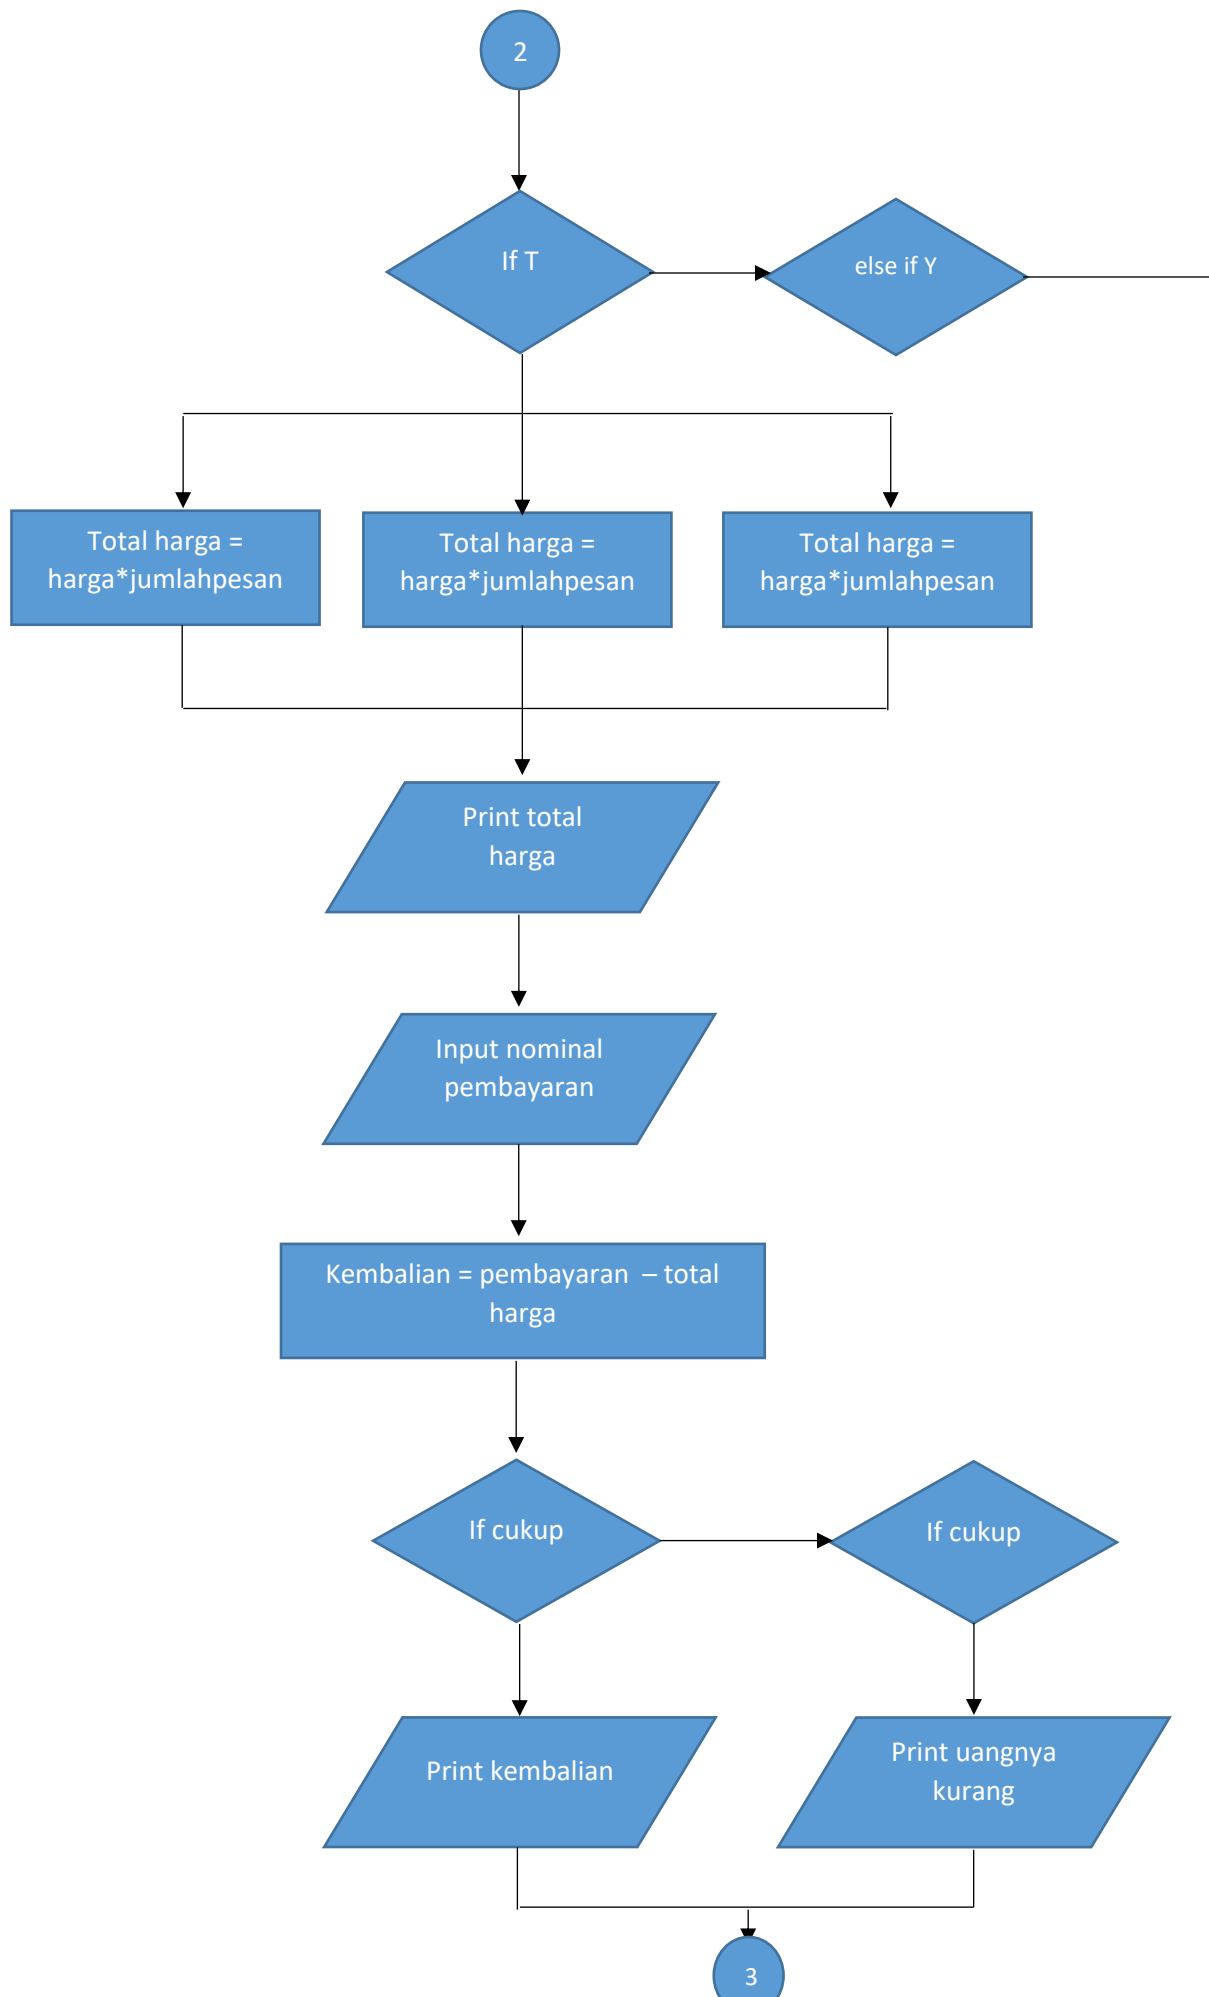 2
If T
else if Y
Total harga =
harga*jumlahpesan
Total harga =
harga*jumlahpesan
Total harga =
harga*jumlahpesan
Print total
harga
Input nominal
pembayaran
Kembalian = pembayaran – total
harga
If cukup
If cukup
Print kembalian
Print uangnya
kurang
3